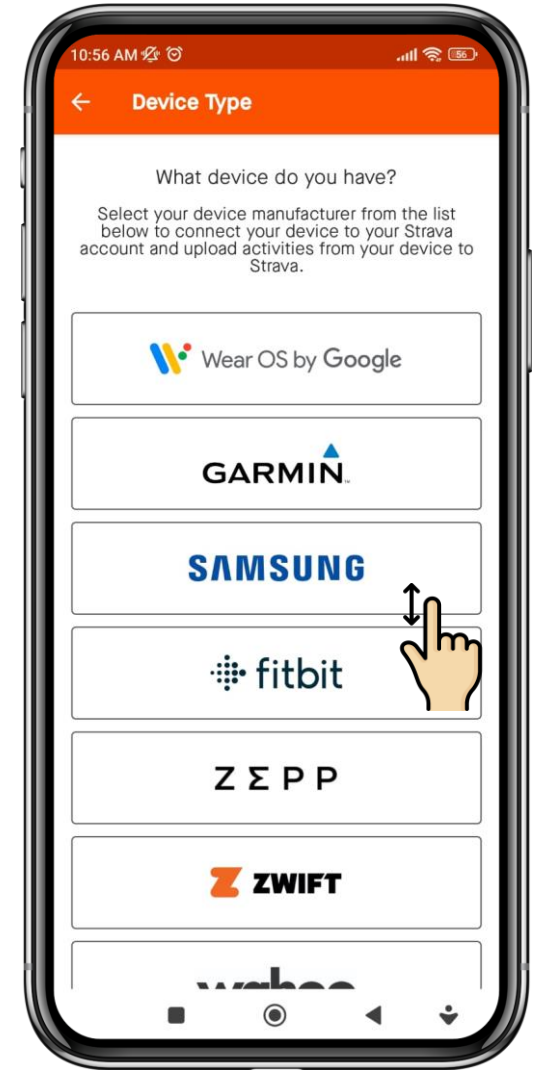 10:56 AM
56
Device Type
What device do you have?
Select your device manufacturer from the list
below to connect your device to your Strava
account and upload activities from your device to
Strava.
Wear OS by Google
GARMIN™
SAMSUNG
fitbit
ZΣPP
ZWIFT
wahoo